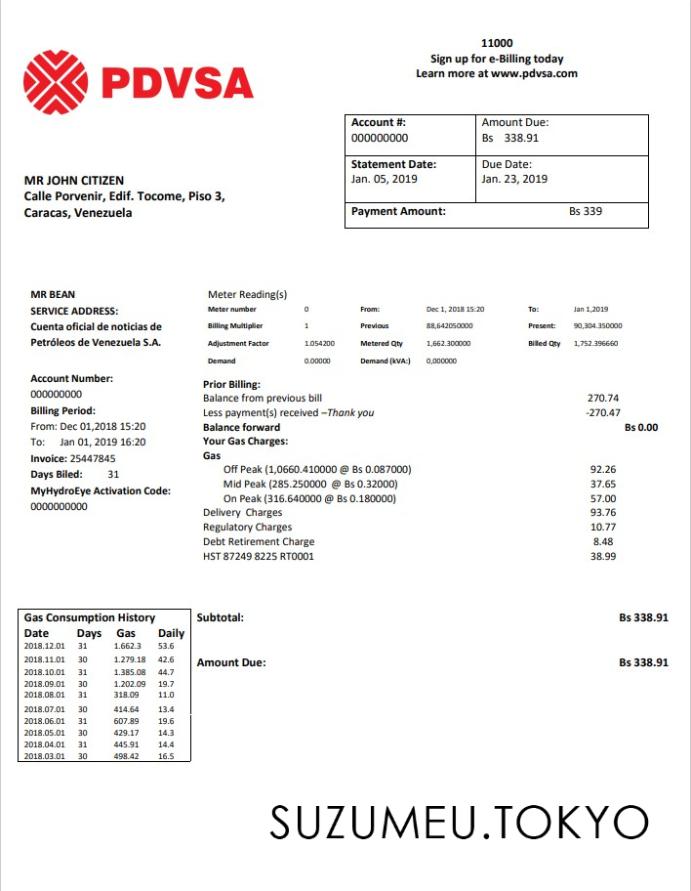 11000
Sign up for e-Billing today
Learn more at www.pdvsa.com
PDVSA
Account #:
000000000
Amount Due:
Bs 338.91
Statement Date:
Jan. 05, 2019
Due Date:
Jan. 23, 2019
Payment Amount: Bs 339
MR JOHN CITIZEN
Calle Porvenir, Edif. Tocome, Piso 3,
Caracas, Venezuela
MR BEAN
SERVICE ADDRESS:
Cuenta oficial de noticias de
Petróleos de Venezuela S.A.
Account Number:
000000000
Billing Period:
From: Dec 01,2018 15:20
To: Jan 01, 2019 16:20
Invoice: 25447845
Days Biled: 31
MyHydroEye Activation Code:
0000000000
Meter Reading(s)
Meter number 0 From: Dec 1, 2018 15:20 To: Jan 1,2019
Billing Multiplier 1 Previous 88,642050000 Present: 90,304.350000
Adjustment Factor 1.054200 Metered Qty 1,662.300000 Billed Qty 1,752.396660
Demand 0.00000 Demand (kVA:) 0,000000
Prior Billing:
Balance from previous bill 270.74
Less payment(s) received –Thank you -270.47
Balance forward Bs 0.00
Your Gas Charges:
Gas
Off Peak (1,0660.410000 @ Bs 0.087000) 92.26
Mid Peak (285.250000 @ Bs 0.32000) 37.65
On Peak (316.640000 @ Bs 0.180000) 57.00
Delivery Charges 93.76
Regulatory Charges 10.77
Debt Retirement Charge 8.48
HST 87249 8225 RT0001 38.99
Gas Consumption History
Date Days Gas Daily
2018.12.01 31 1.662.3 53.6
2018.11.01 30 1.279.18 42.6
2018.10.01 31 1.385.08 44.7
2018.09.01 30 1.202.09 19.7
2018.08.01 31 318.09 11.0
2018.07.01 30 414.64 13.4
2018.06.01 31 607.89 19.6
2018.05.01 30 429.17 14.3
2018.04.01 31 445.91 14.4
2018.03.01 30 498.42 16.5
Subtotal: Bs 338.91
Amount Due: Bs 338.91
SUZUMEU.TOKYO